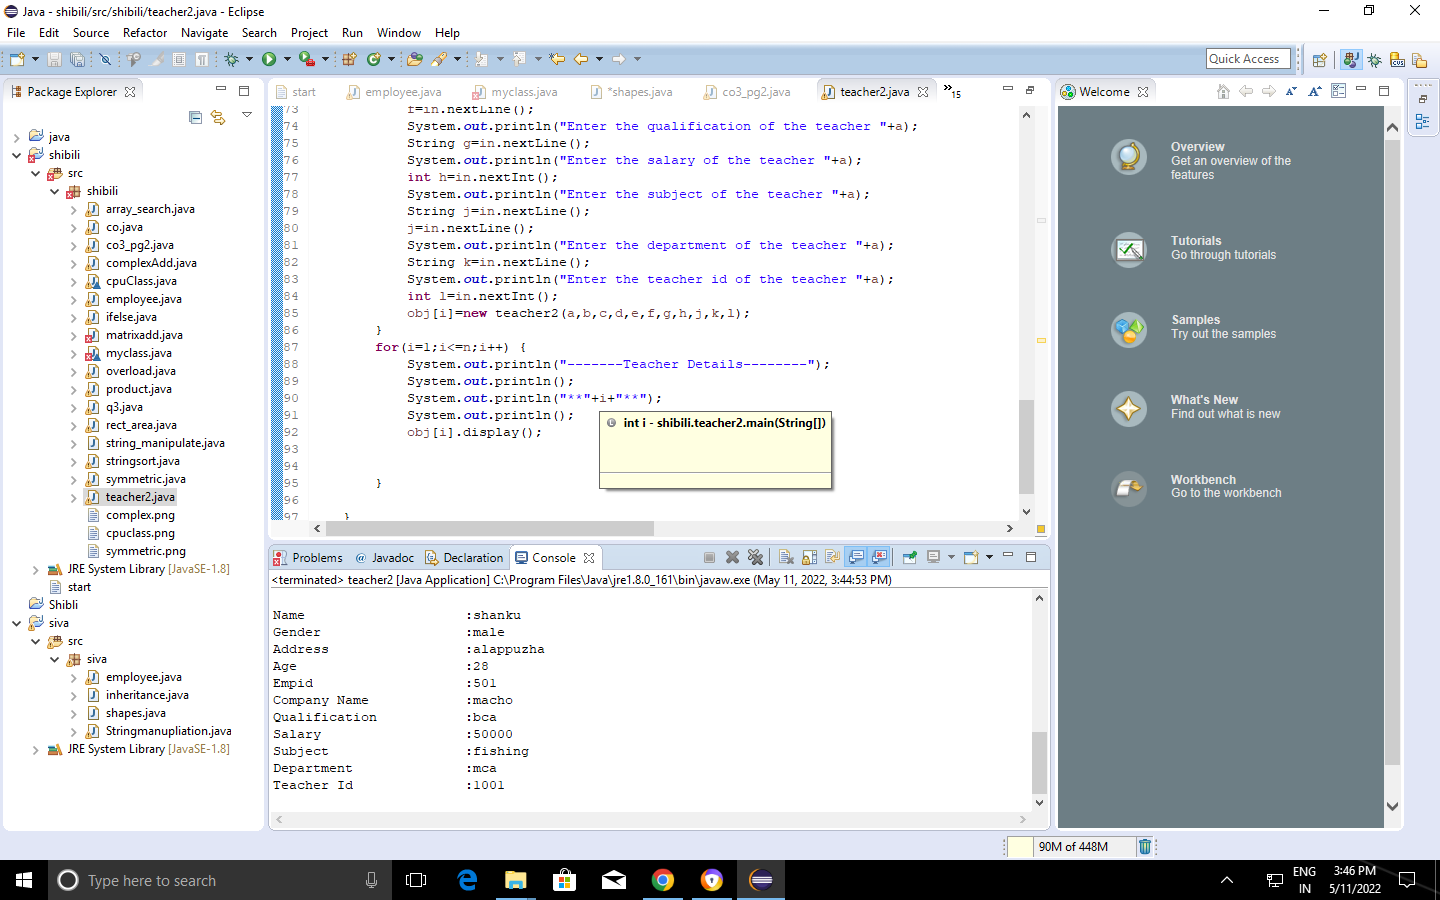 Java - shibili/src/shibili/teacher2.java - Eclipse
File Edit Source Refactor Navigate Search Project Run Window Help
Quick Access
Package Explorer
java
shibili
src
shibili
array_search.java
co.java
co3_pg2.java
complexAdd.java
cpuClass.java
employee.java
ifelse.java
matrixadd.java
myclass.java
overload.java
product.java
q3.java
rect_area.java
string_manipulate.java
stringsort.java
symmetric.java
teacher2.java
complex.png
cpuclass.png
symmetric.png
JRE System Library [JavaSE-1.8]
start
Shibli
siva
src
siva
employee.java
inheritance.java
shapes.java
Stringmanupliation.java
JRE System Library [JavaSE-1.8]
start employee.java myclass.java *shapes.java co3_pg2.java teacher2.java »15
73 f=in.nextLine();
74 System.out.println("Enter the qualification of the teacher "+a);
75 String g=in.nextLine();
76 System.out.println("Enter the salary of the teacher "+a);
77 int h=in.nextInt();
78 System.out.println("Enter the subject of the teacher "+a);
79 String j=in.nextLine();
80 j=in.nextLine();
81 System.out.println("Enter the department of the teacher "+a);
82 String k=in.nextLine();
83 System.out.println("Enter the teacher id of the teacher "+a);
84 int l=in.nextInt();
85 obj[i]=new teacher2(a,b,c,d,e,f,g,h,j,k,l);
86 }
87 for(i=1;i<=n;i++) {
88 System.out.println("-------Teacher Details--------");
89 System.out.println();
90 System.out.println("**"+i+"**");
91 System.out.println();
92 obj[i].display();
93
94
95 }
96
97 }
int i - shibili.teacher2.main(String[])
Problems Javadoc Declaration Console
<terminated> teacher2 [Java Application] C:\Program Files\Java\jre1.8.0_161\bin\javaw.exe (May 11, 2022, 3:44:53 PM)
Name :shanku
Gender :male
Address :alappuzha
Age :28
Empid :501
Company Name :macho
Qualification :bca
Salary :50000
Subject :fishing
Department :mca
Teacher Id :1001
Welcome
Overview
Get an overview of the
features
Tutorials
Go through tutorials
Samples
Try out the samples
What's New
Find out what is new
Workbench
Go to the workbench
90M of 448M
Type here to search
ENG
IN
3:46 PM
5/11/2022